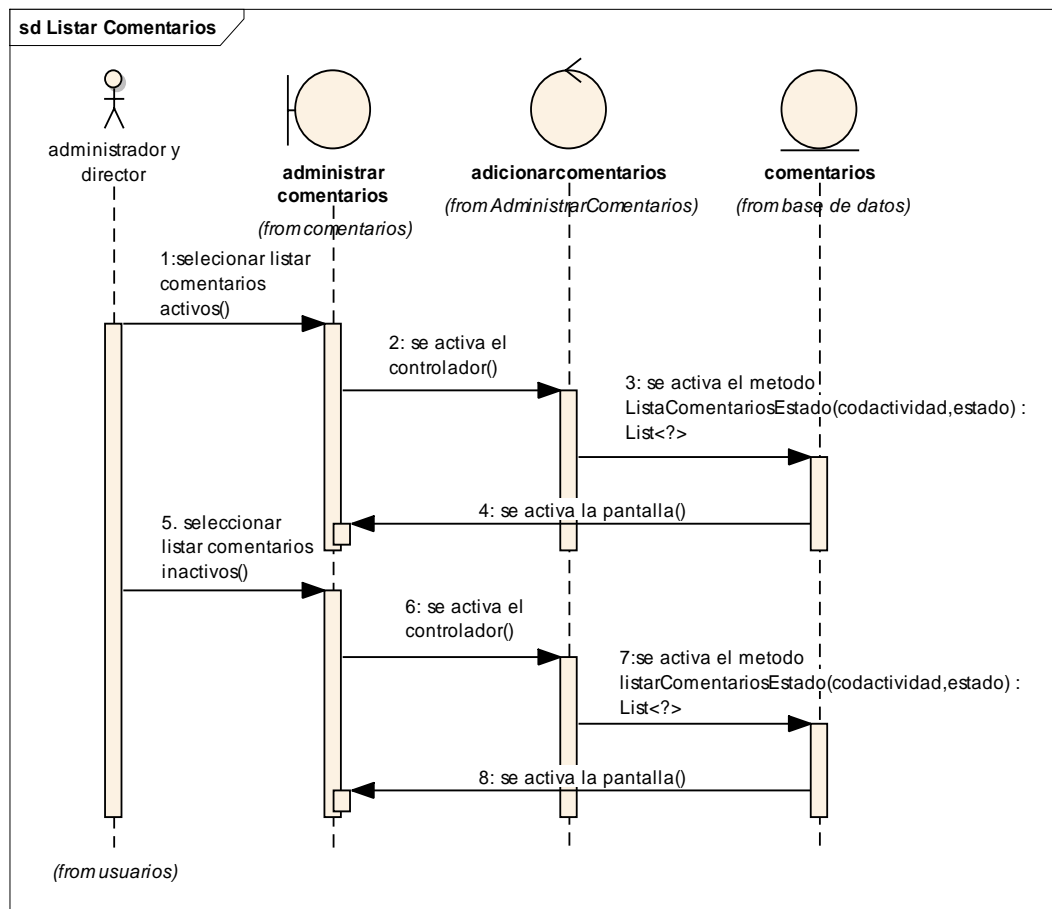 sd Listar Comentarios
administrador y
director
administrar
comentarios
(from comentarios)
adicionarcomentarios
(from AdministrarComentarios)
comentarios
(from base de datos)
1:selecionar listar
comentarios
activos()
2: se activa el
controlador()
3: se activa el metodo
ListaComentariosEstado(codactividad,estado) :
List<?>
4: se activa la pantalla()
5. seleccionar
listar comentarios
inactivos()
6: se activa el
controlador()
7:se activa el metodo
listarComentariosEstado(codactividad,estado) :
List<?>
8: se activa la pantalla()
(from usuarios)